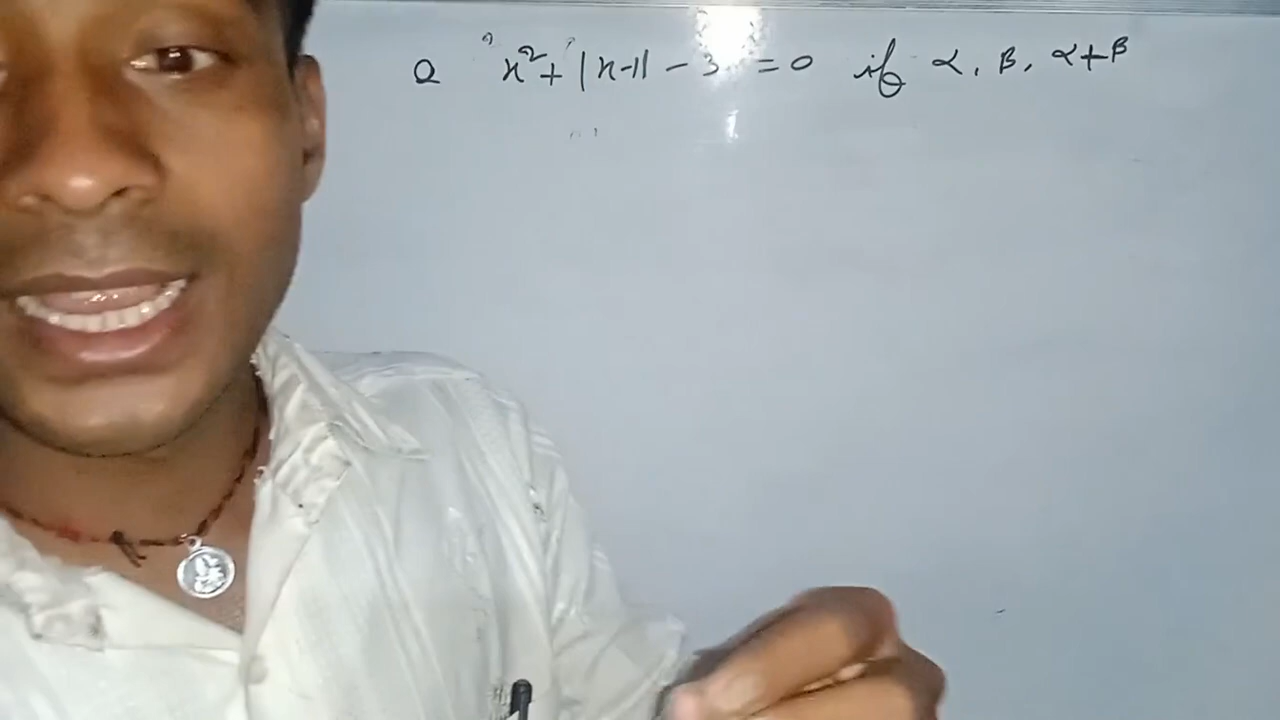 Q x² + |x-1| - 3 = 0 if α, β, α+β